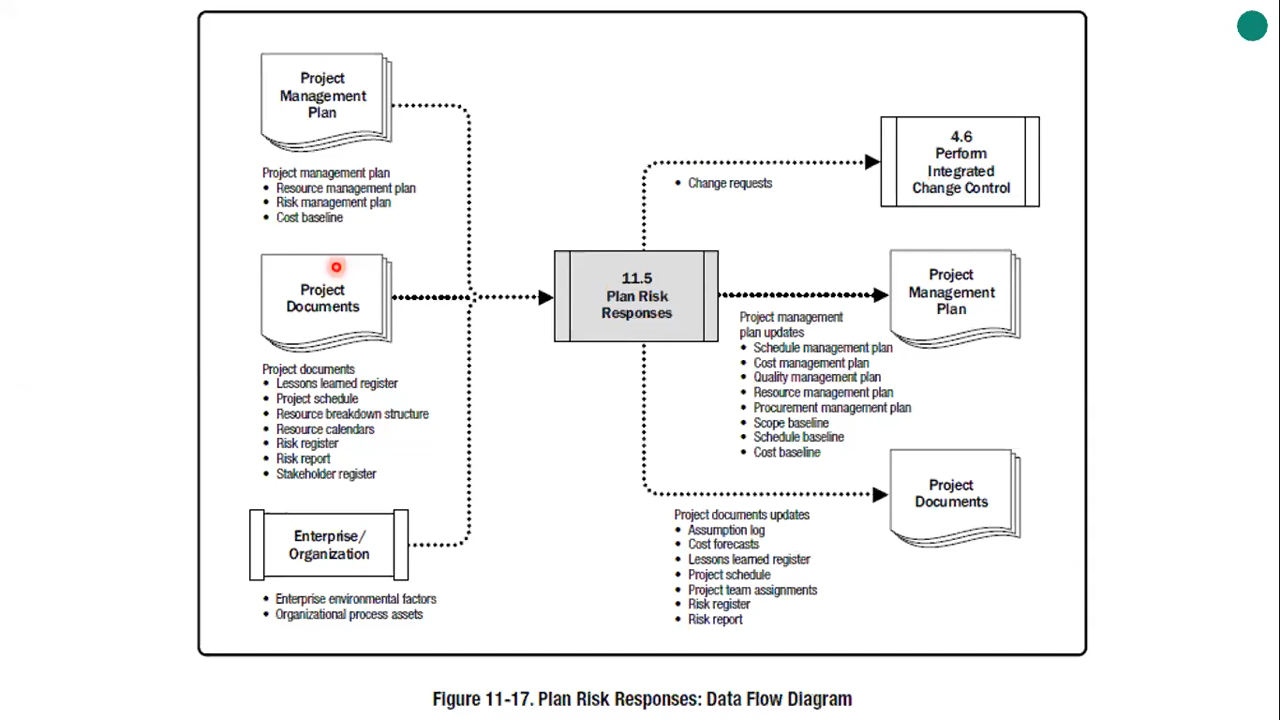 Project
Management
Plan
Project management plan
• Resource management plan
• Risk management plan
• Cost baseline
Project
Documents
Project documents
• Lessons learned register
• Project schedule
• Resource breakdown structure
• Resource calendars
• Risk register
• Risk report
• Stakeholder register
Enterprise/
Organization
• Enterprise environmental factors
• Organizational process assets
11.5
Plan Risk
Responses
• Change requests
4.6
Perform
Integrated
Change Control
Project
Management
Plan
Project management
plan updates
• Schedule management plan
• Cost management plan
• Quality management plan
• Resource management plan
• Procurement management plan
• Scope baseline
• Schedule baseline
• Cost baseline
Project
Documents
Project documents updates
• Assumption log
• Cost forecasts
• Lessons learned register
• Project schedule
• Project team assignments
• Risk register
• Risk report
Figure 11-17. Plan Risk Responses: Data Flow Diagram